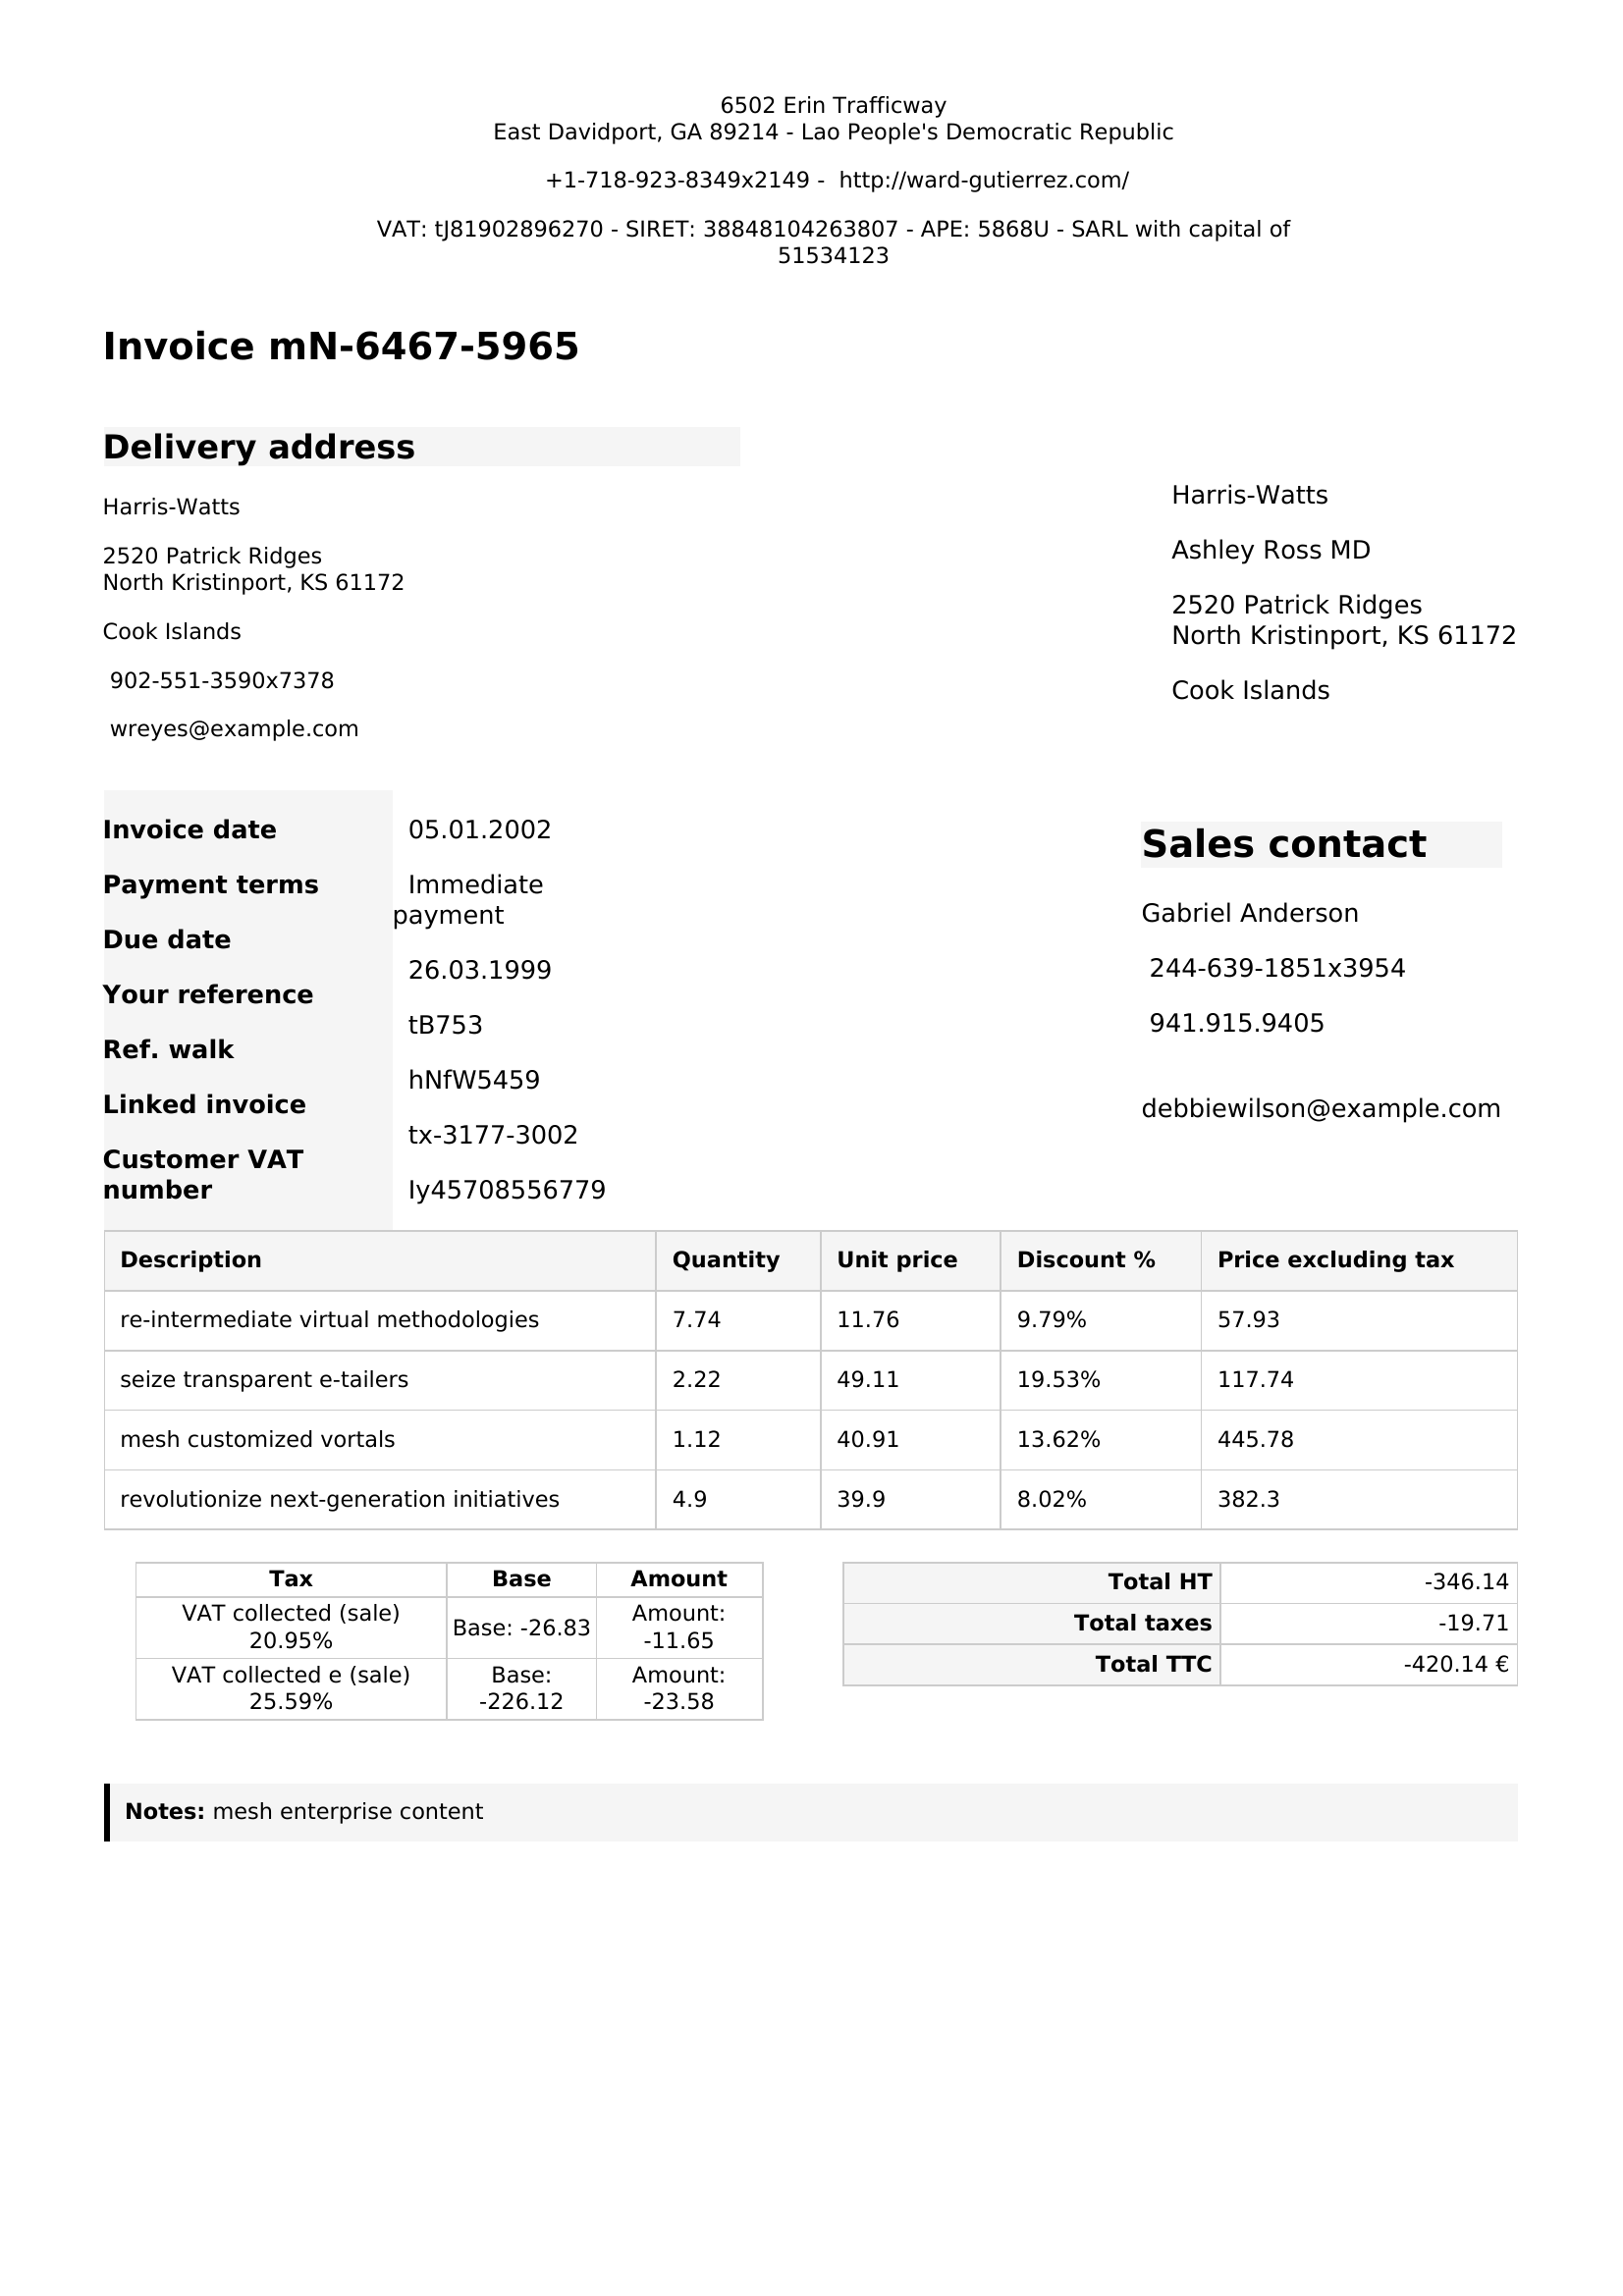 6502 Erin Trafficway
East Davidport, GA 89214 - Lao People's Democratic Republic
+1-718-923-8349x2149 -  http://ward-gutierrez.com/
VAT: tJ81902896270 - SIRET: 38848104263807 - APE: 5868U - SARL with capital of
51534123
Invoice mN-6467-5965
Delivery address
Harris-Watts
2520 Patrick Ridges
North Kristinport, KS 61172
Cook Islands
902-551-3590x7378
wreyes@example.com
Harris-Watts
Ashley Ross MD
2520 Patrick Ridges
North Kristinport, KS 61172
Cook Islands
Invoice date 05.01.2002
Payment terms Immediate
payment
Due date 26.03.1999
Your reference tB753
Ref. walk hNfW5459
Linked invoice tx-3177-3002
Customer VAT
number Iy45708556779
Sales contact
Gabriel Anderson
244-639-1851x3954
941.915.9405
debbiewilson@example.com
Description Quantity Unit price Discount % Price excluding tax
re-intermediate virtual methodologies 7.74 11.76 9.79% 57.93
seize transparent e-tailers 2.22 49.11 19.53% 117.74
mesh customized vortals 1.12 40.91 13.62% 445.78
revolutionize next-generation initiatives 4.9 39.9 8.02% 382.3
Tax Base Amount
VAT collected (sale)
20.95% Base: -26.83 Amount:
-11.65
VAT collected e (sale)
25.59% Base:
-226.12 Amount:
-23.58
Total HT -346.14
Total taxes -19.71
Total TTC -420.14 €
Notes: mesh enterprise content